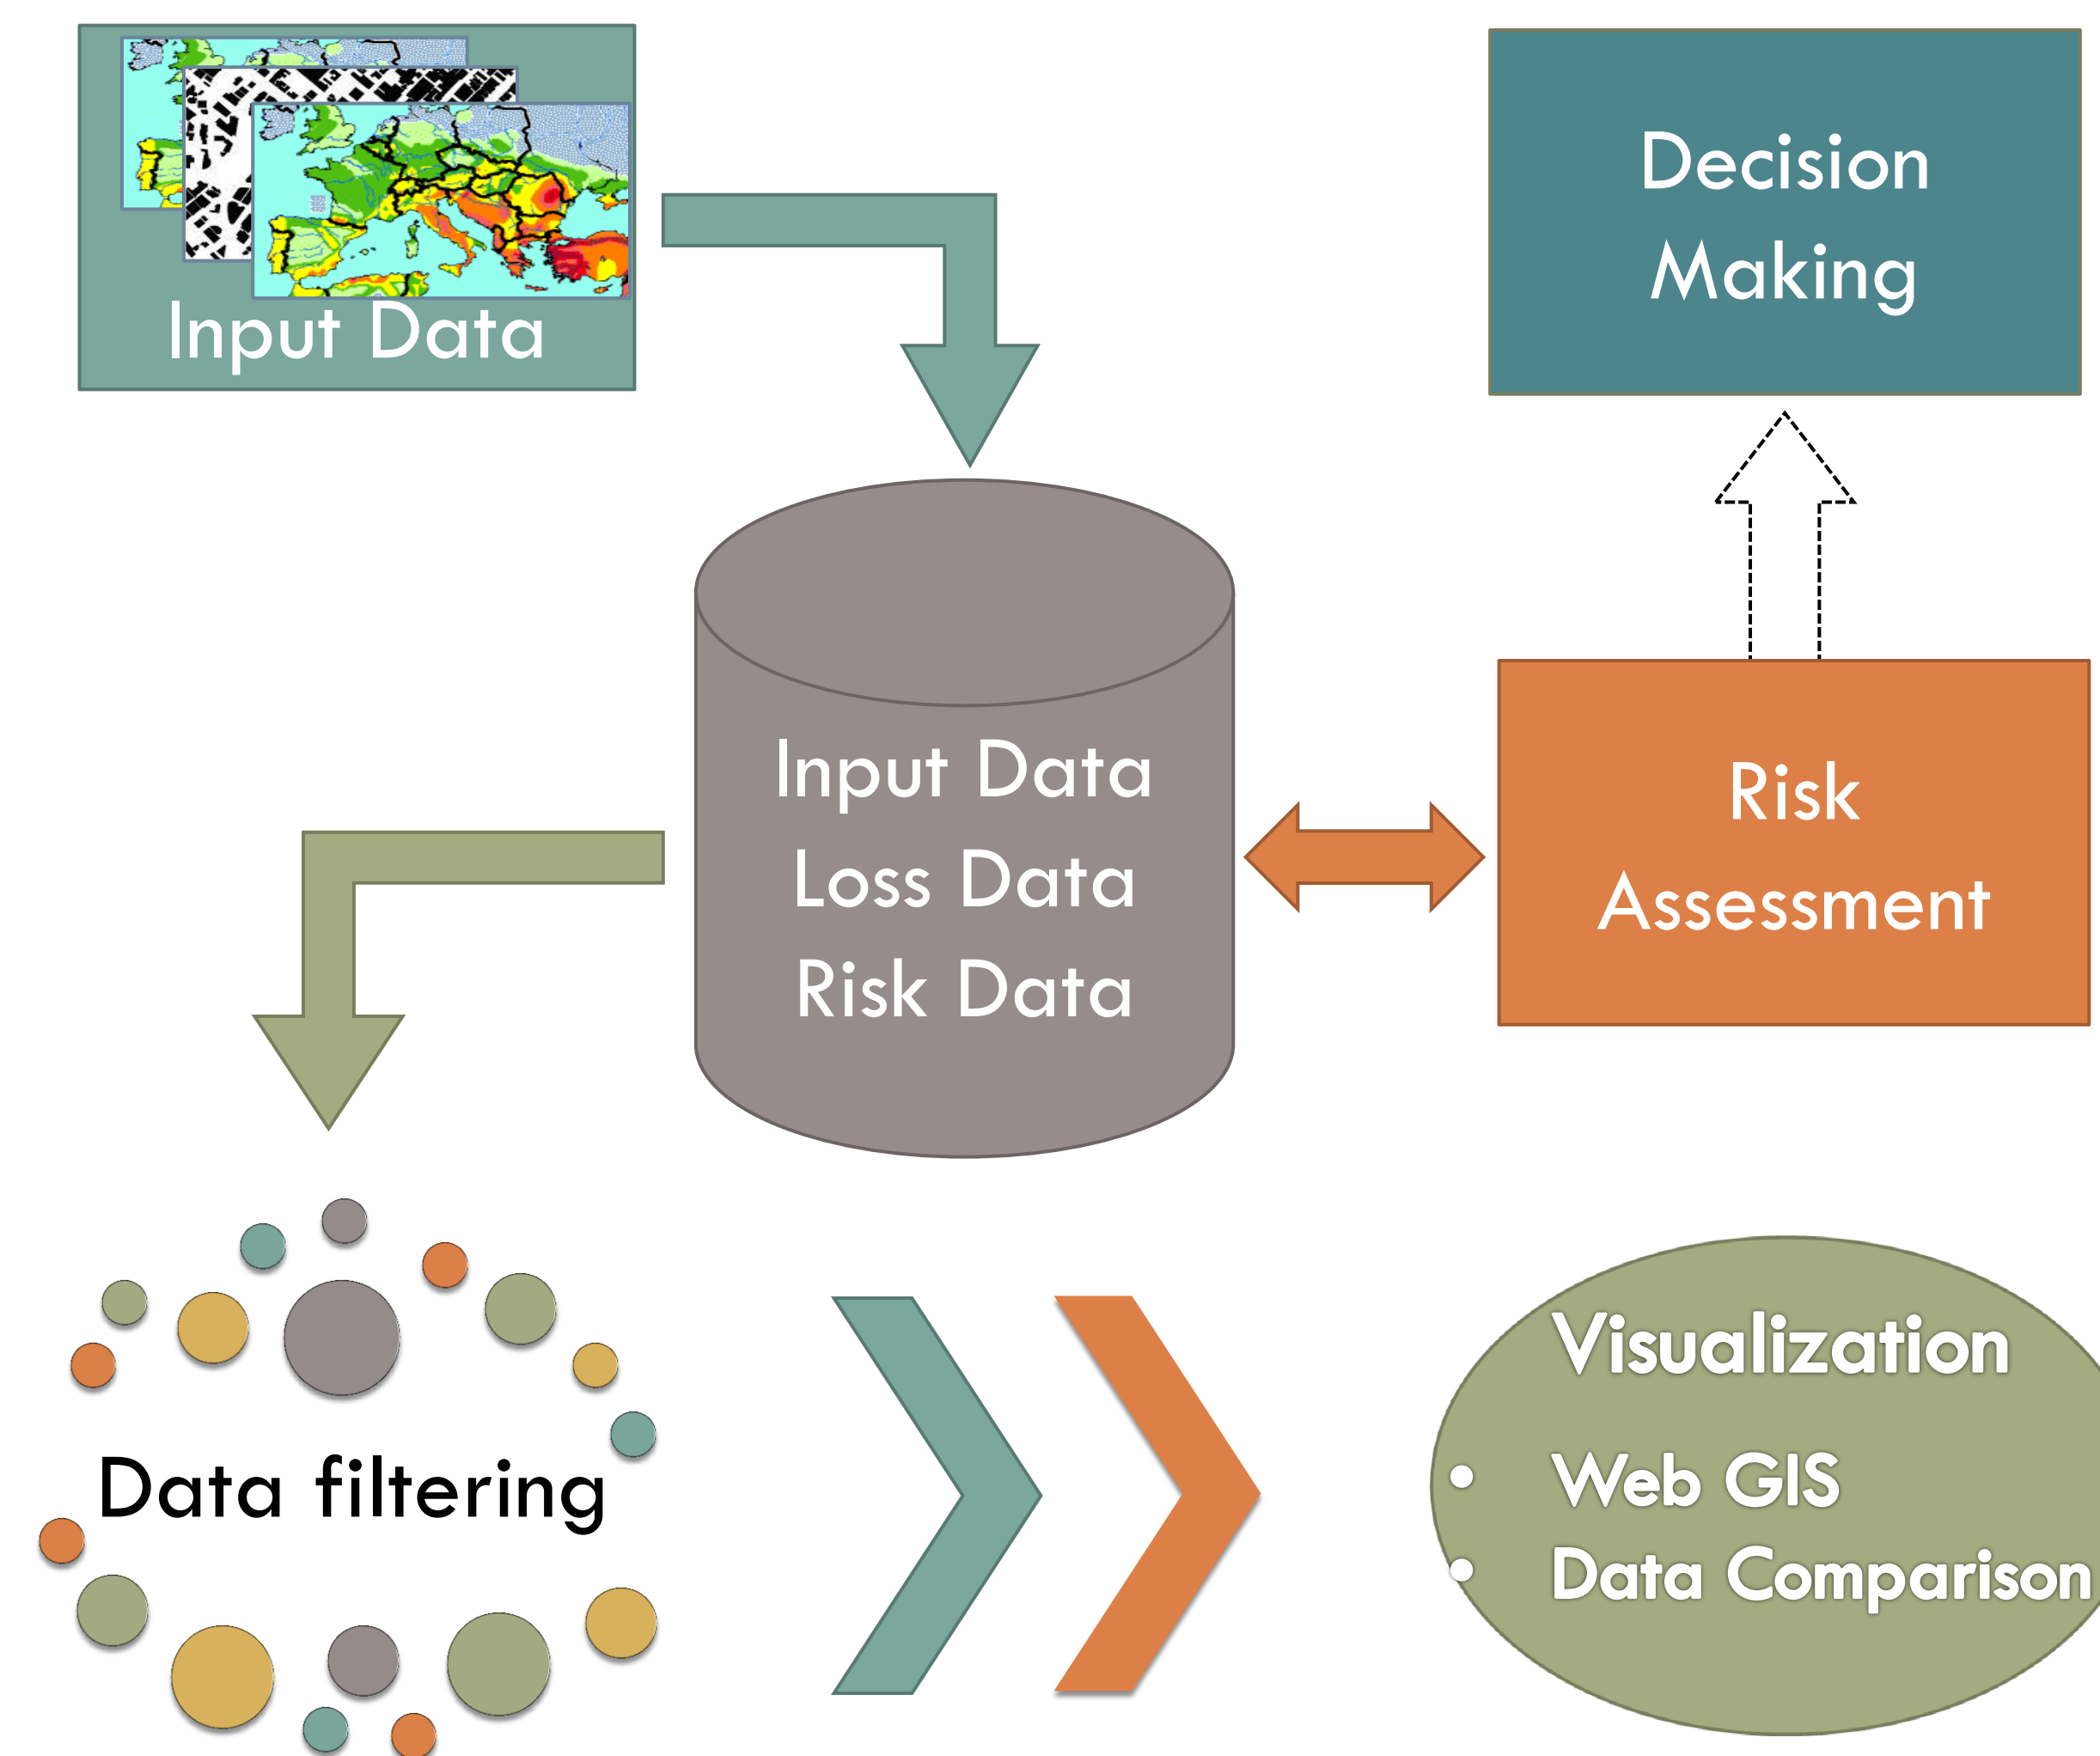 Input Data
Decision
Making
Input Data
Loss Data
Risk Data
Risk
Assessment
Data filtering
Visualization
• Web GIS
• Data Comparison